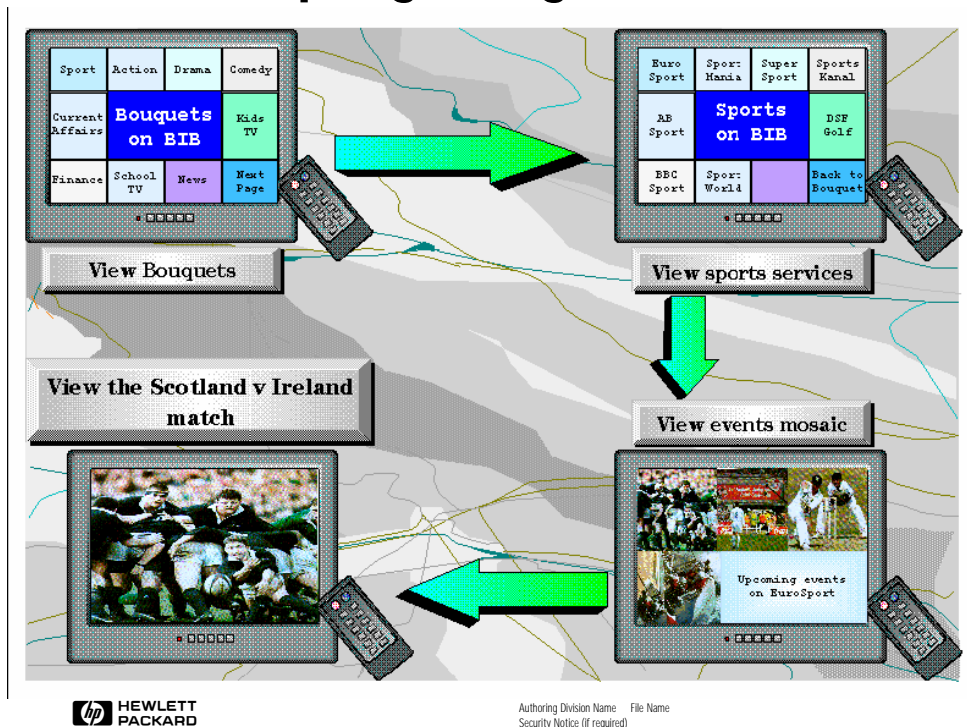 Sport Action Drama Comedy
Current
Affairs
Bouquets
on BIB
Kids
TV
Finance
School
TV
News
Next
Page
View Bouquets
Euro
Sport
Spor:
Mania
Super
Sport
Sports
Kanal
AB
Sport
Sports
on BIB
DSF
Golf
BBC
Sport
Spor:
World
Back to
Bouquet
View sports services
View the Scotland v Ireland
match
View events mosaic
Upcoming events
on EuroSport
hp HEWLETT
PACKARD
Authoring Division Name File Name
Security Notice (if required)